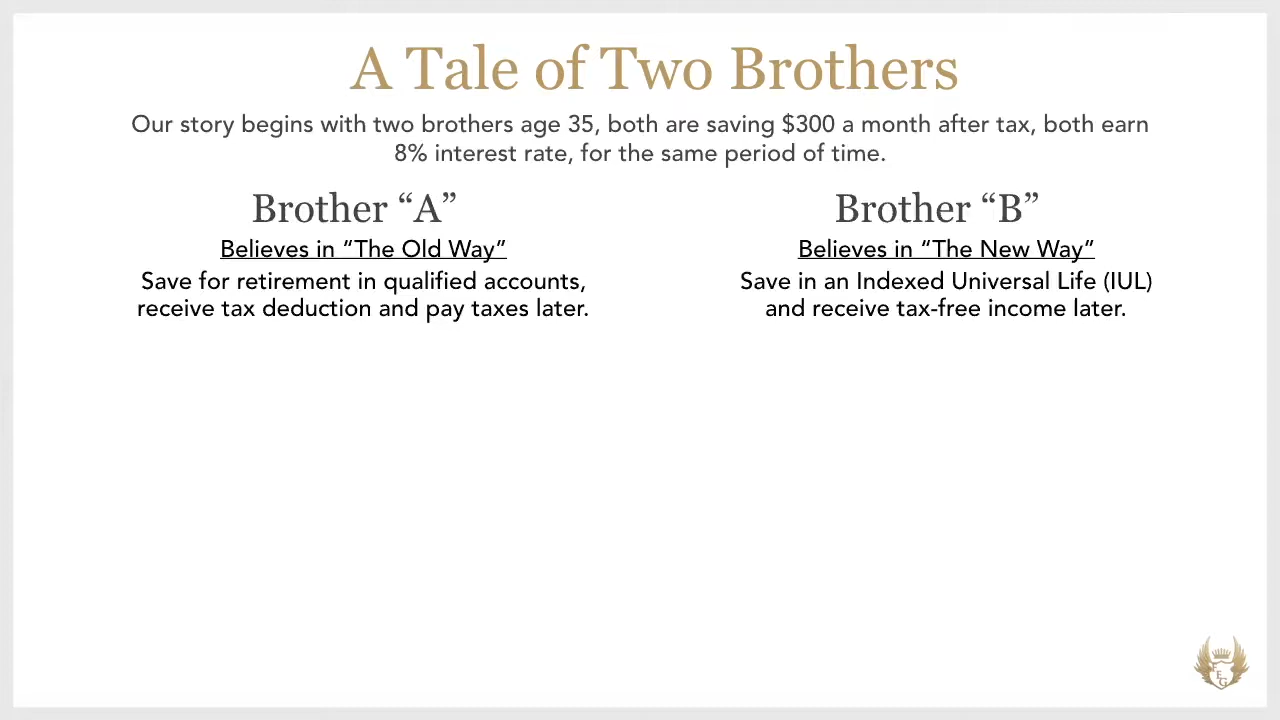 A Tale of Two Brothers
Our story begins with two brothers age 35, both are saving $300 a month after tax, both earn
8% interest rate, for the same period of time.
Brother “A”
Believes in “The Old Way”
Save for retirement in qualified accounts,
receive tax deduction and pay taxes later.
Brother “B”
Believes in “The New Way”
Save in an Indexed Universal Life (IUL)
and receive tax-free income later.
FEG